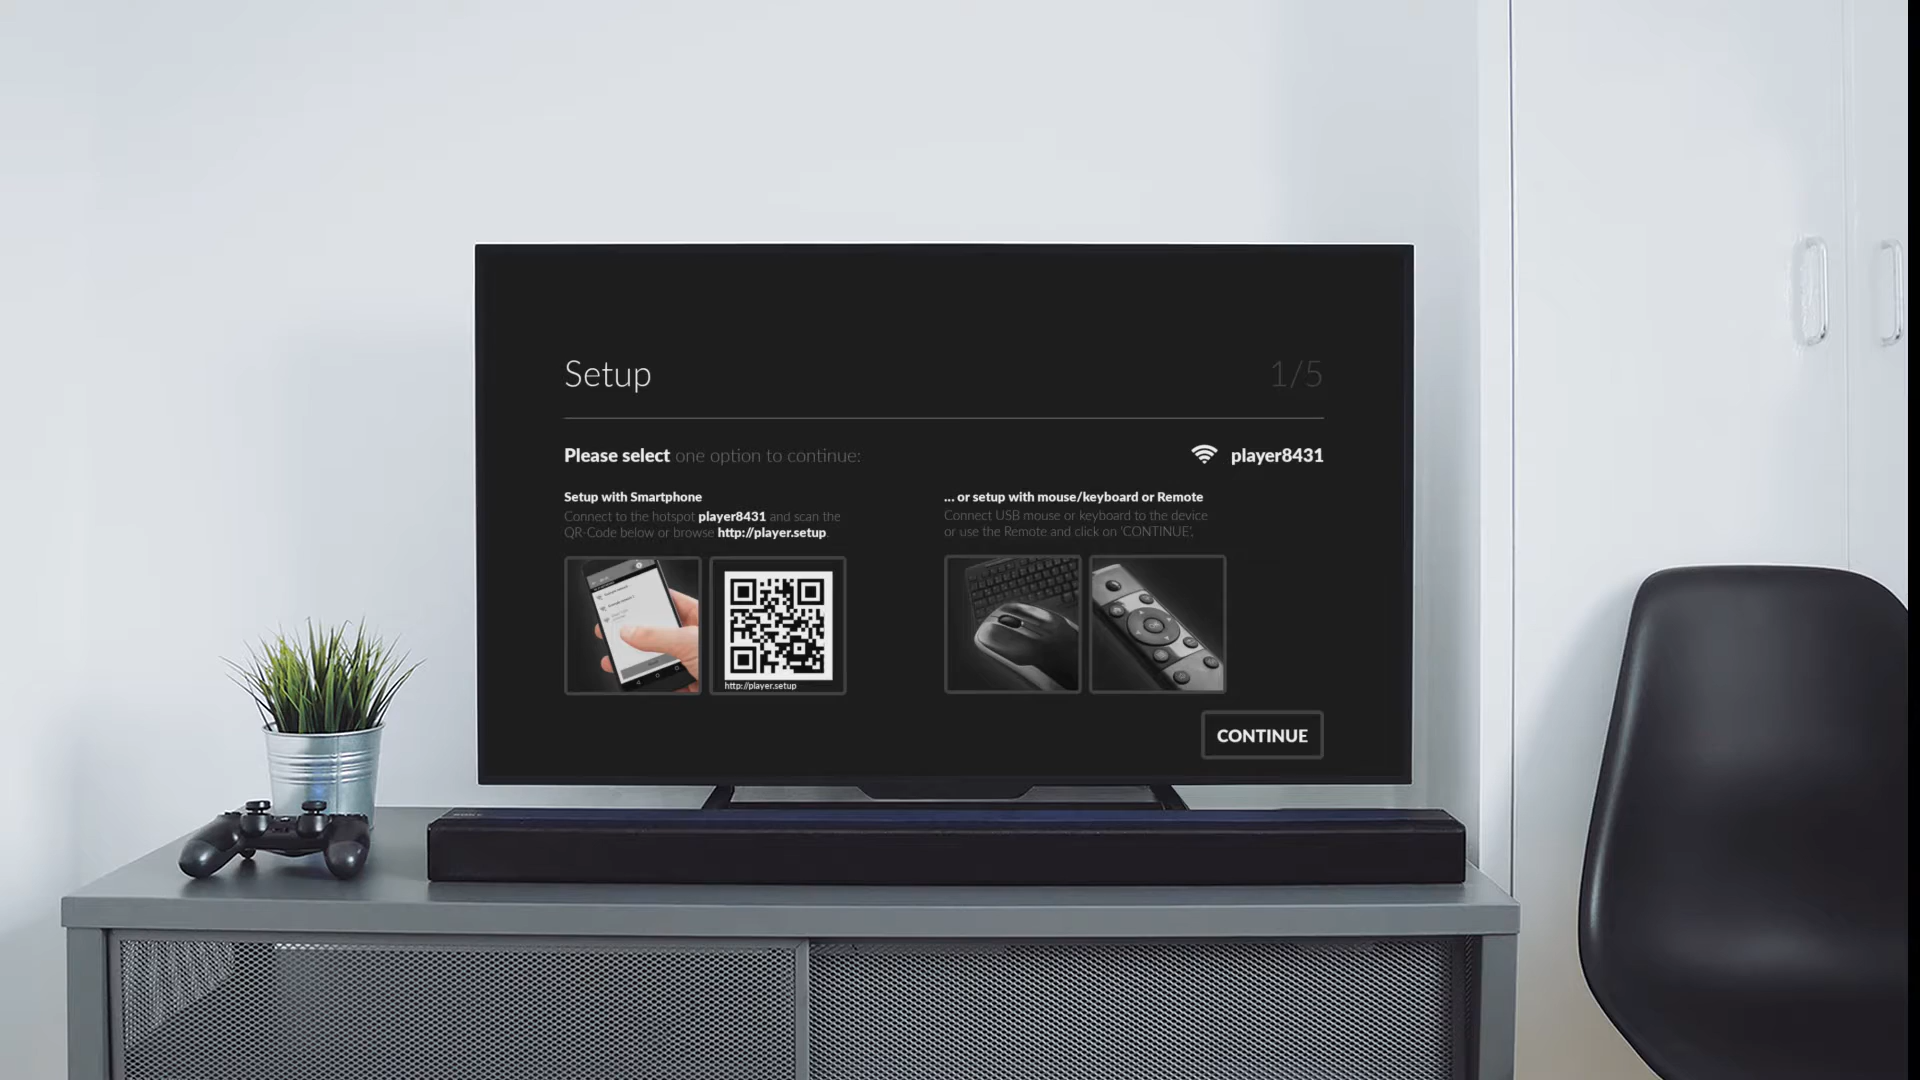 Setup
1/5
Please select one option to continue:
player8431
Setup with Smartphone
Connect to the hotspot player8431 and scan the
QR-Code below or browse http://player.setup.
... or setup with mouse/keyboard or Remote
Connect USB mouse or keyboard to the device
or use the Remote and click on 'CONTINUE',
http://player.setup
CONTINUE